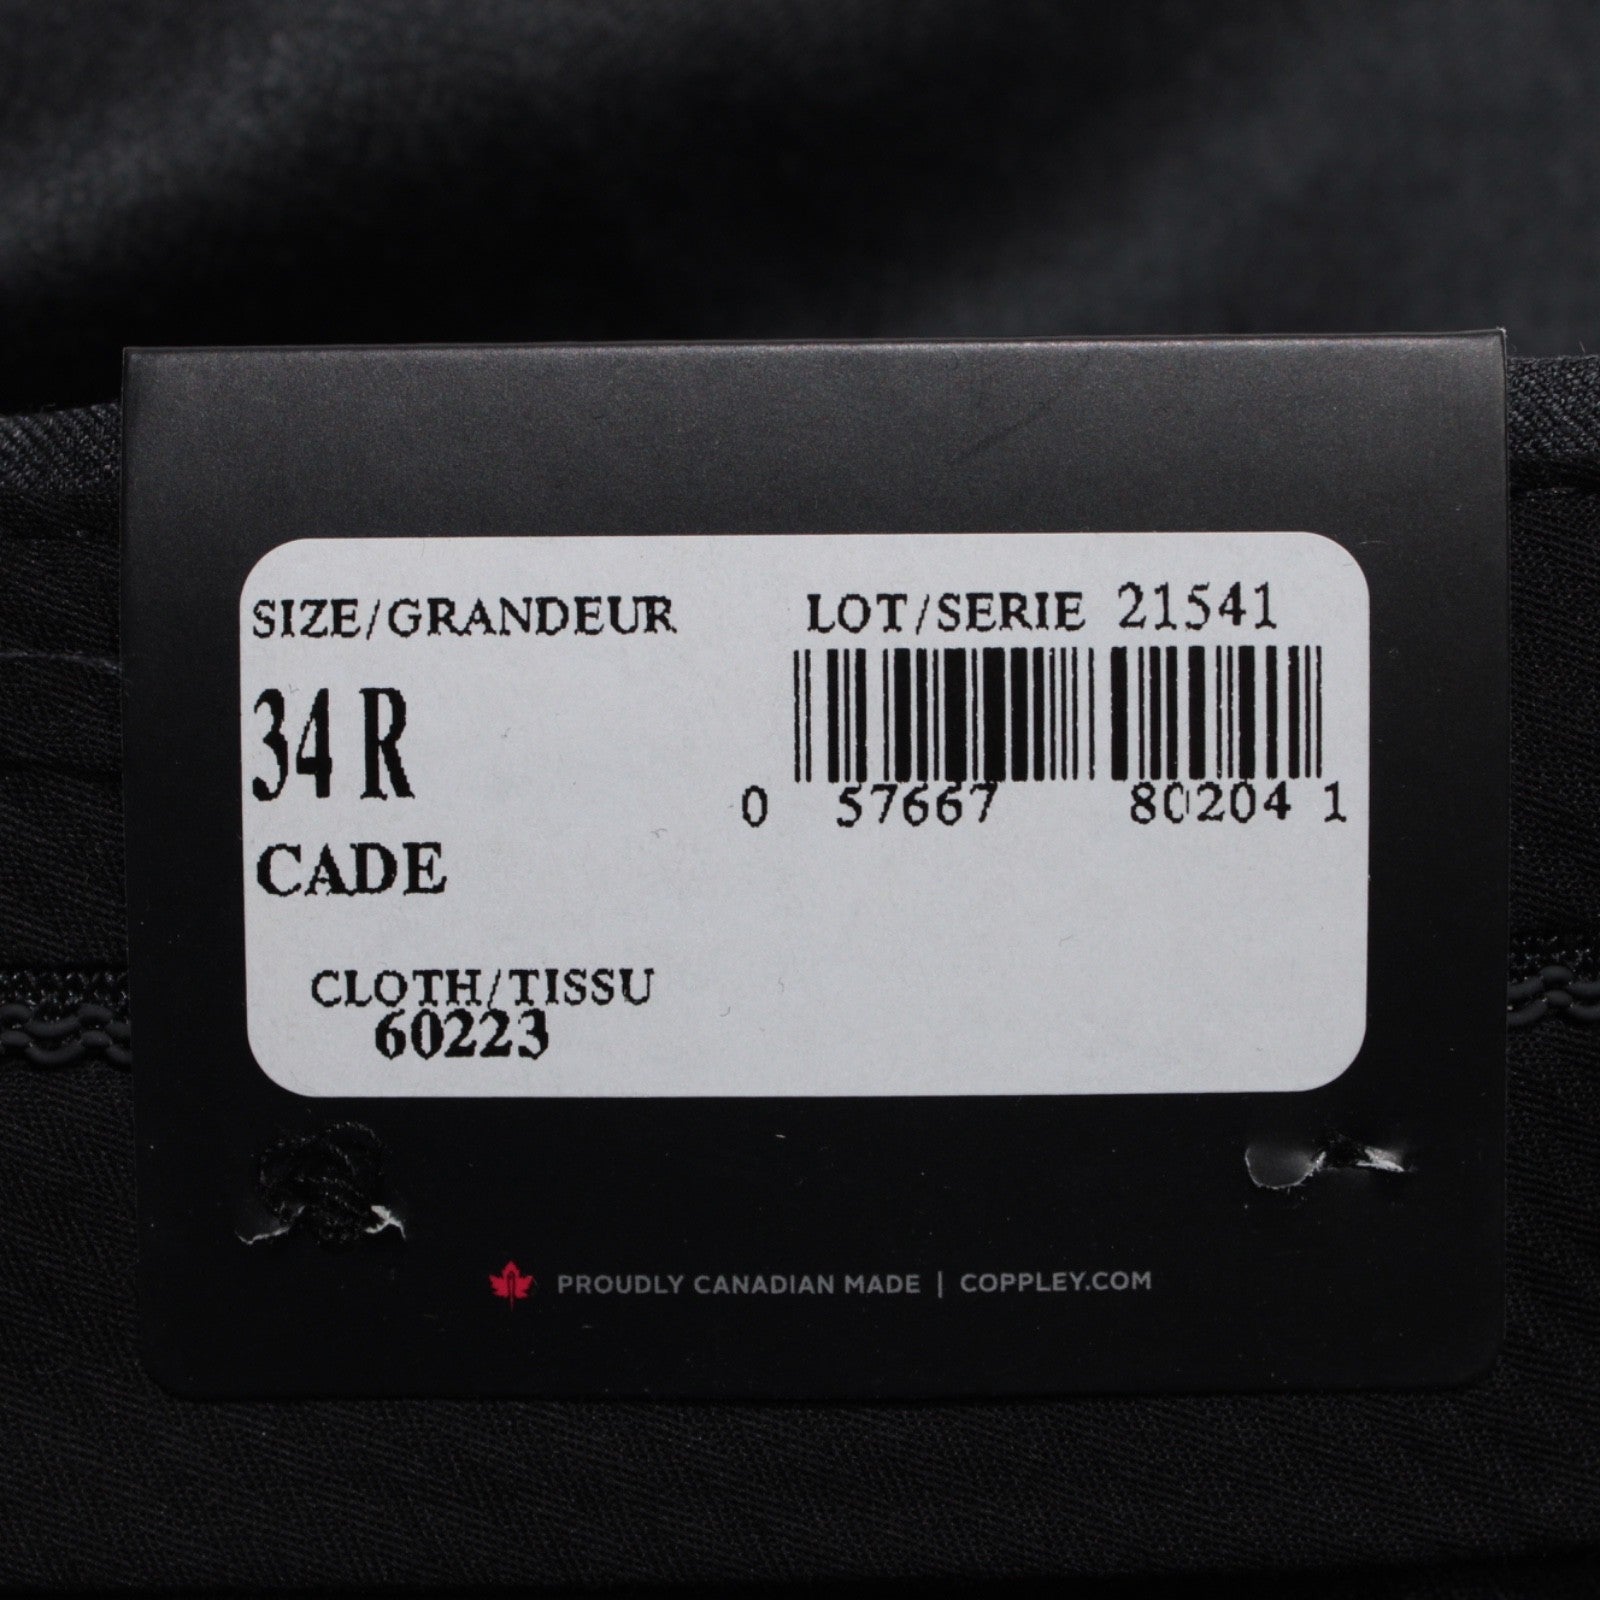 SIZE/GRANDEUR
34 R
CADE
CLOTH/TISSU
60223
LOT/SERIE 21541
0 57667 80204 1
PROUDLY CANADIAN MADE | COPPLEY.COM